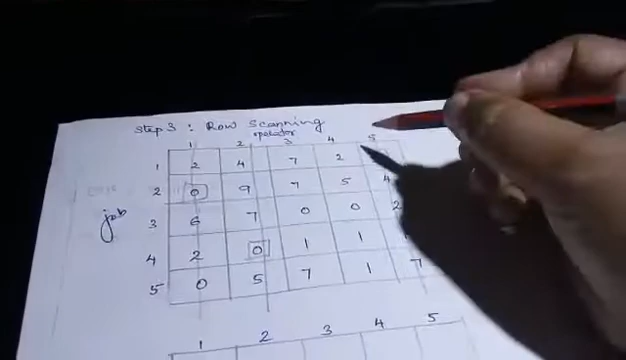 Step 3 : Row Scanning
operator
1 2 3 4 5
1 2 4 7 2
2 0 9 7 5 4
job 3 6 7 0 0 2
4 2 0 1 1
5 0 5 7 1 7
1 2 3 4 5